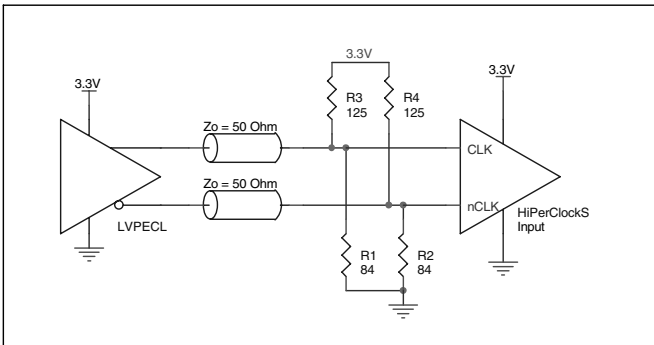 3.3V
3.3V
3.3V
R3
125
R4
125
Zo = 50 Ohm
CLK
Zo = 50 Ohm
nCLK
HiPerClockS
Input
LVPECL
R1
84
R2
84